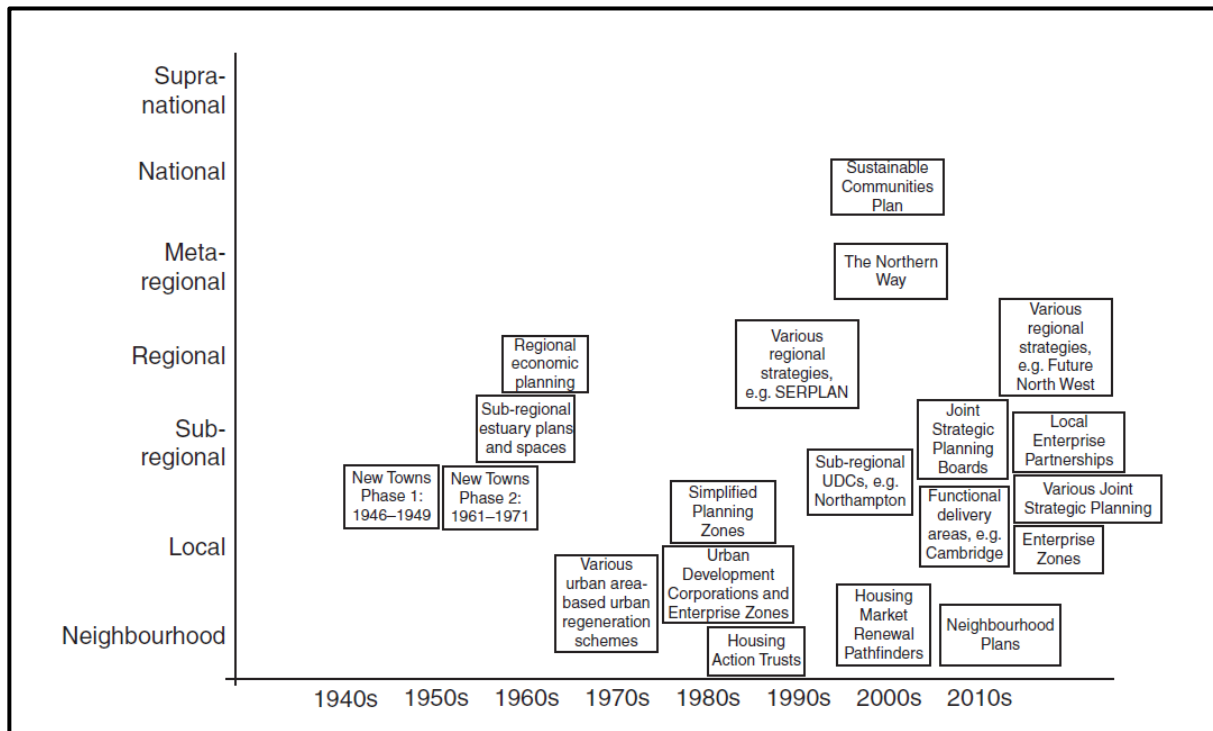 Supra-
national
National
Meta-
regional
Regional
Sub-
regional
Local
Neighbourhood
Sustainable
Communities
Plan
The Northern
Way
Various
regional
strategies,
e.g. Future
North West
Various
regional
strategies,
e.g. SERPLAN
Regional
economic
planning
Sub-regional
estuary plans
and spaces
Joint
Strategic
Planning
Boards
Local
Enterprise
Partnerships
New Towns
Phase 1:
1946–1949
New Towns
Phase 2:
1961–1971
Simplified
Planning
Zones
Sub-regional
UDCs, e.g.
Northampton
Functional
delivery
areas, e.g.
Cambridge
Various Joint
Strategic Planning
Enterprise
Zones
Various
urban area-
based urban
regeneration
schemes
Urban
Development
Corporations and
Enterprise Zones
Housing
Action Trusts
Housing
Market
Renewal
Pathfinders
Neighbourhood
Plans
1940s 1950s 1960s 1970s 1980s 1990s 2000s 2010s